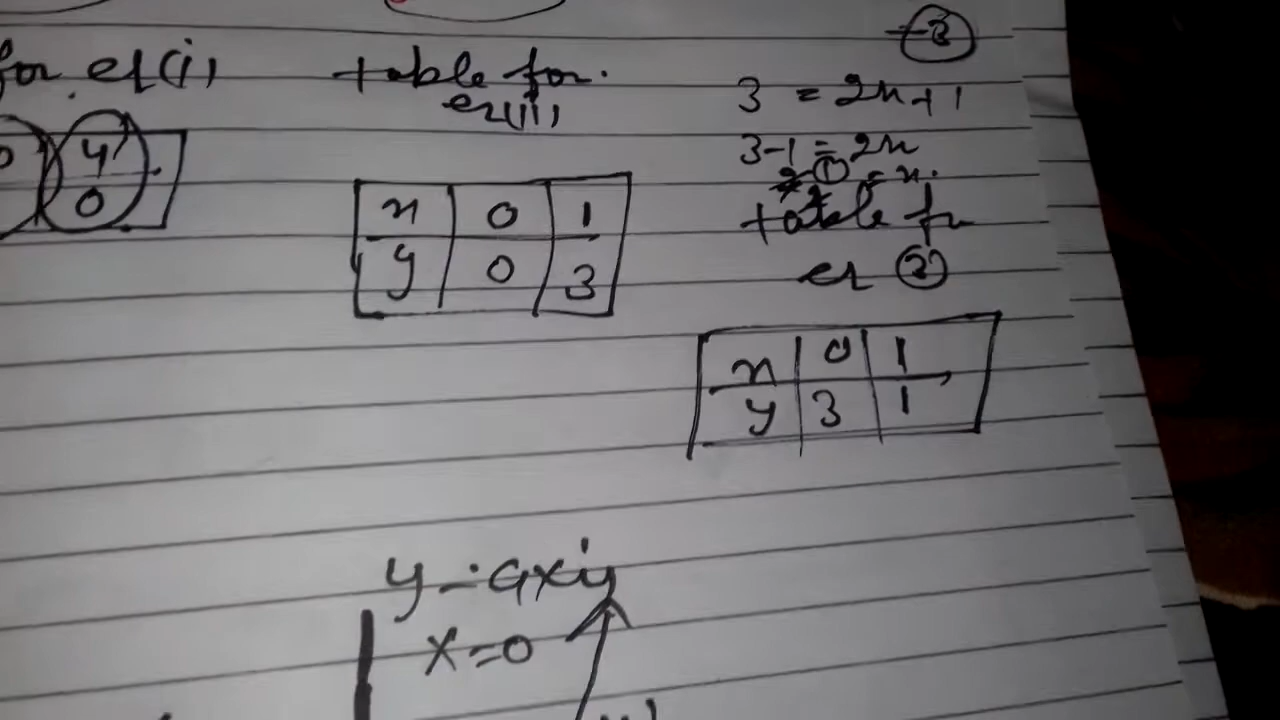 for eq(i)
4
0
table for.
eq(ii)
x 0 1
y 0 3
3 = 2x+1
3-1 = 2x
table for
eq ②
x 0 1
y 3 1
y-axis
x=0